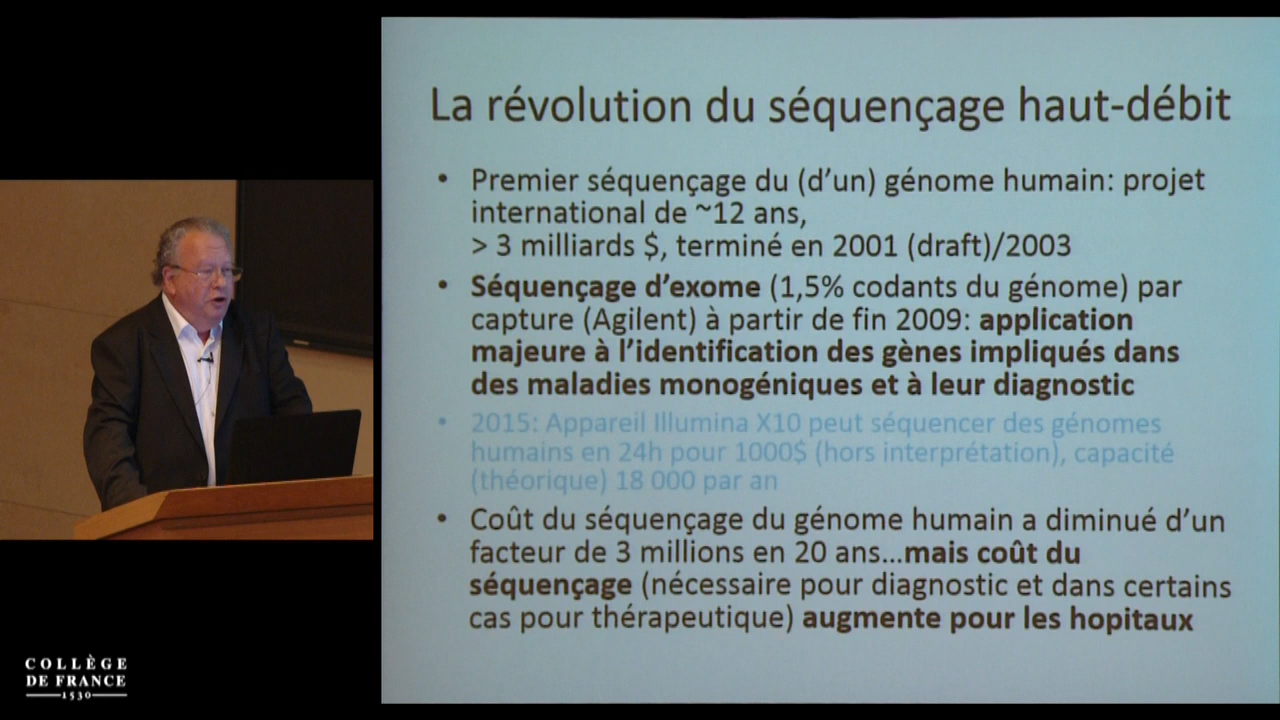 La révolution du séquençage haut-débit
• Premier séquençage du (d'un) génome humain: projet
international de ~12 ans,
> 3 milliards $, terminé en 2001 (draft)/2003
• Séquençage d'exome (1,5% codants du génome) par
capture (Agilent) à partir de fin 2009: application
majeure à l'identification des gènes impliqués dans
des maladies monogéniques et à leur diagnostic
• 2015: Appareil Illumina X10 peut séquencer des génomes
humains en 24h pour 1000$ (hors interprétation), capacité
(théorique) 18 000 par an
• Coût du séquençage du génome humain a diminué d'un
facteur de 3 millions en 20 ans...mais coût du
séquençage (nécessaire pour diagnostic et dans certains
cas pour thérapeutique) augmente pour les hopitaux
COLLÈGE
DE FRANCE
1530